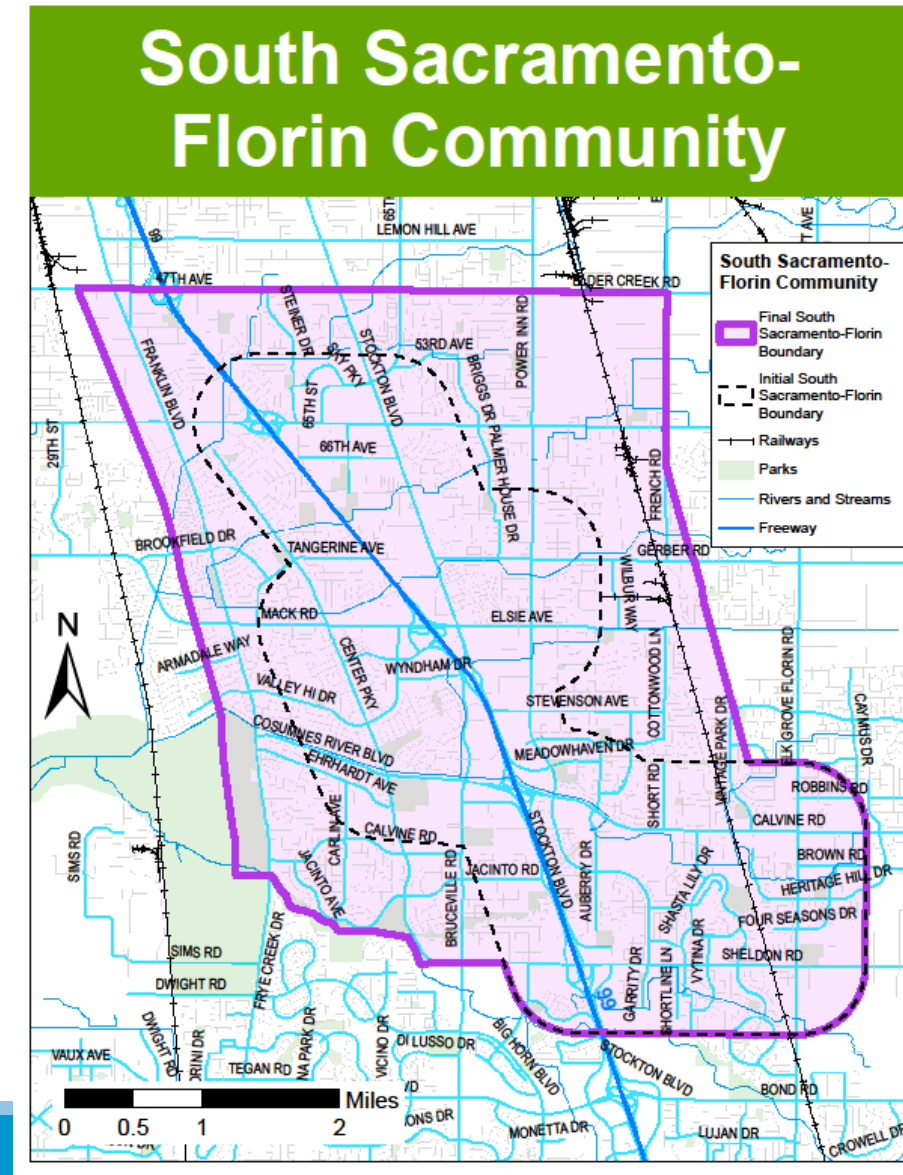 South Sacramento-
Florin Community
65TH
LEMON HILL AVE
99
47TH AVE
South Sacramento-
Florin Community
Final South
Sacramento-Florin
Boundary
Initial South
Sacramento-Florin
Boundary
Railways
Parks
Rivers and Streams
Freeway
STEINER DR
STOCKTON BLVD
53RD AVE
POWER INN RD
FRANKLIN BLVD
65TH ST
BRIGGS DR
PALMER HOUSE DR
29TH ST
66TH AVE
FRENCH RD
BROOKFIELD DR
TANGERINE AVE
GERBER RD
WILBUR WAY
MACK RD
ELSIE AVE
N
ARMADALE WAY
CENTER PKY
WYNDHAM DR
COTTONWOOD LN
ELK GROVE FLORIN RD
VALLEY HI DR
STEVENSON AVE
VINTAGE PARK DR
CAYMUS DR
COSUMNES RIVER BLVD
MEADOWHAVEN DR
EHRHARDT AVE
SHORT RD
ROBBINS RD
CARLIN AVE
CALVINE RD
STOCKTON BLVD
CALVINE RD
SIMS RD
JACINTO AVE
BRUCEVILLE RD
JACINTO RD
AUBERRY DR
SHASTA LILY DR
BROWN RD
HERITAGE HILL DR
FOUR SEASONS DR
SIMS RD
FRYE CREEK DR
GARRITY DR
SHORTLINE LN
VYTINA DR
SHELDON RD
DWIGHT RD
99
DWIGHT RD
VICINO DR
DI LUSSO DR
BIG HORN BLVD
STOCKTON BLVD
VAUX AVE
TEGAN RD
NA PARK DR
BOND RD
Miles
0 0.5 1 2
ONS DR
MONETTA DR
LUJAN DR
CROWELL DR